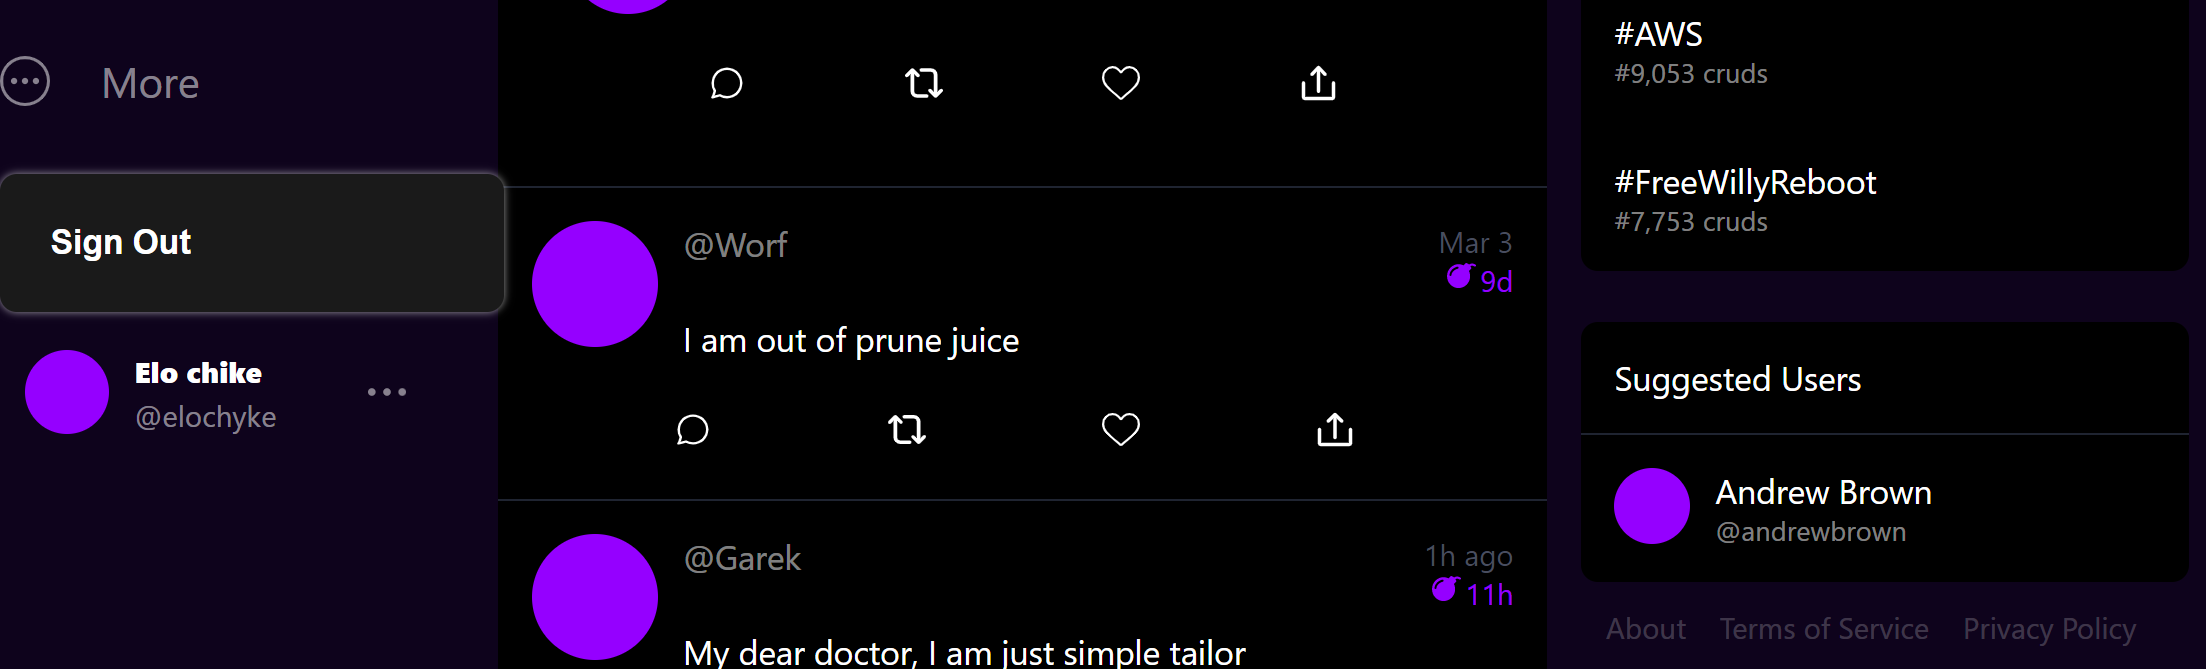 More
Sign Out
Elo chike
@elochyke
@Worf
Mar 3
9d
I am out of prune juice
@Garek
1h ago
11h
My dear doctor, I am just simple tailor
#AWS
#9,053 cruds
#FreeWillyReboot
#7,753 cruds
Suggested Users
Andrew Brown
@andrewbrown
About Terms of Service Privacy Policy